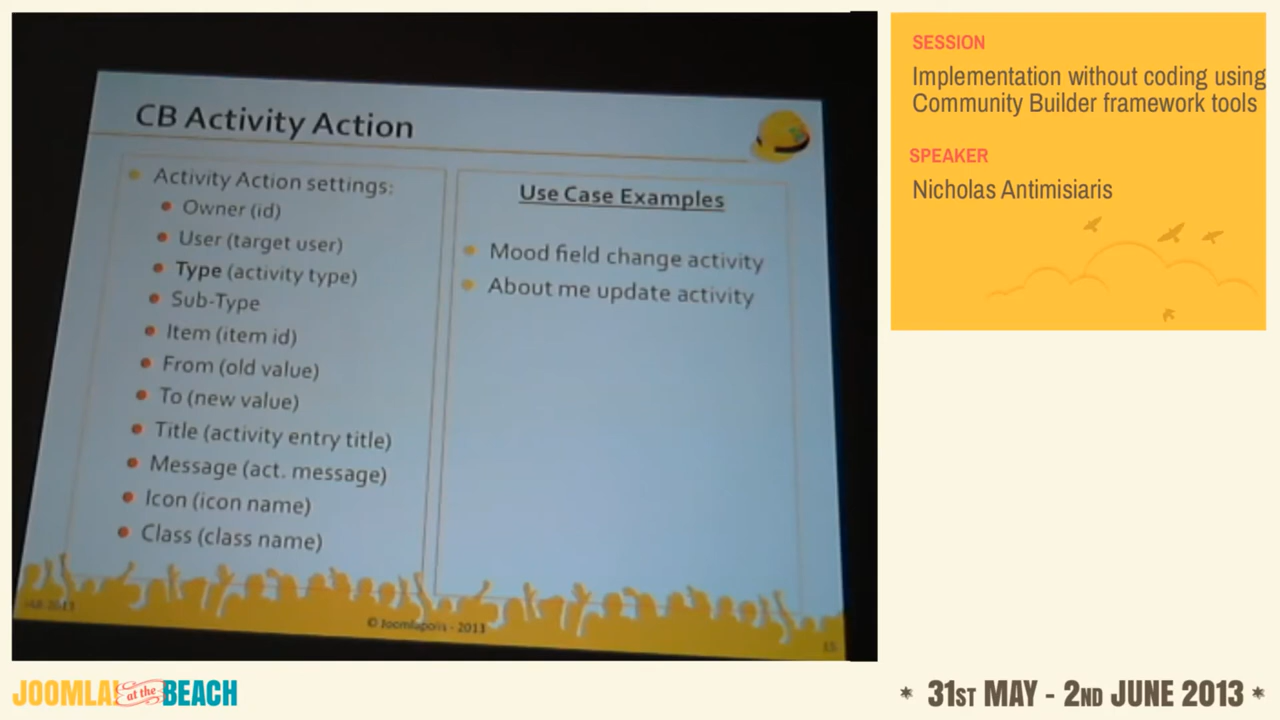 CB Activity Action
Activity Action settings:
Owner (id)
User (target user)
Type (activity type)
Sub-Type
Item (item id)
From (old value)
To (new value)
Title (activity entry title)
Message (act. message)
Icon (icon name)
Class (class name)
Use Case Examples
Mood field change activity
About me update activity
JAB 2013
© Joomlapolis - 2013
15
SESSION
Implementation without coding using
Community Builder framework tools
SPEAKER
Nicholas Antimisiaris
JOOMLA! at the BEACH
* 31ST MAY - 2ND JUNE 2013 *